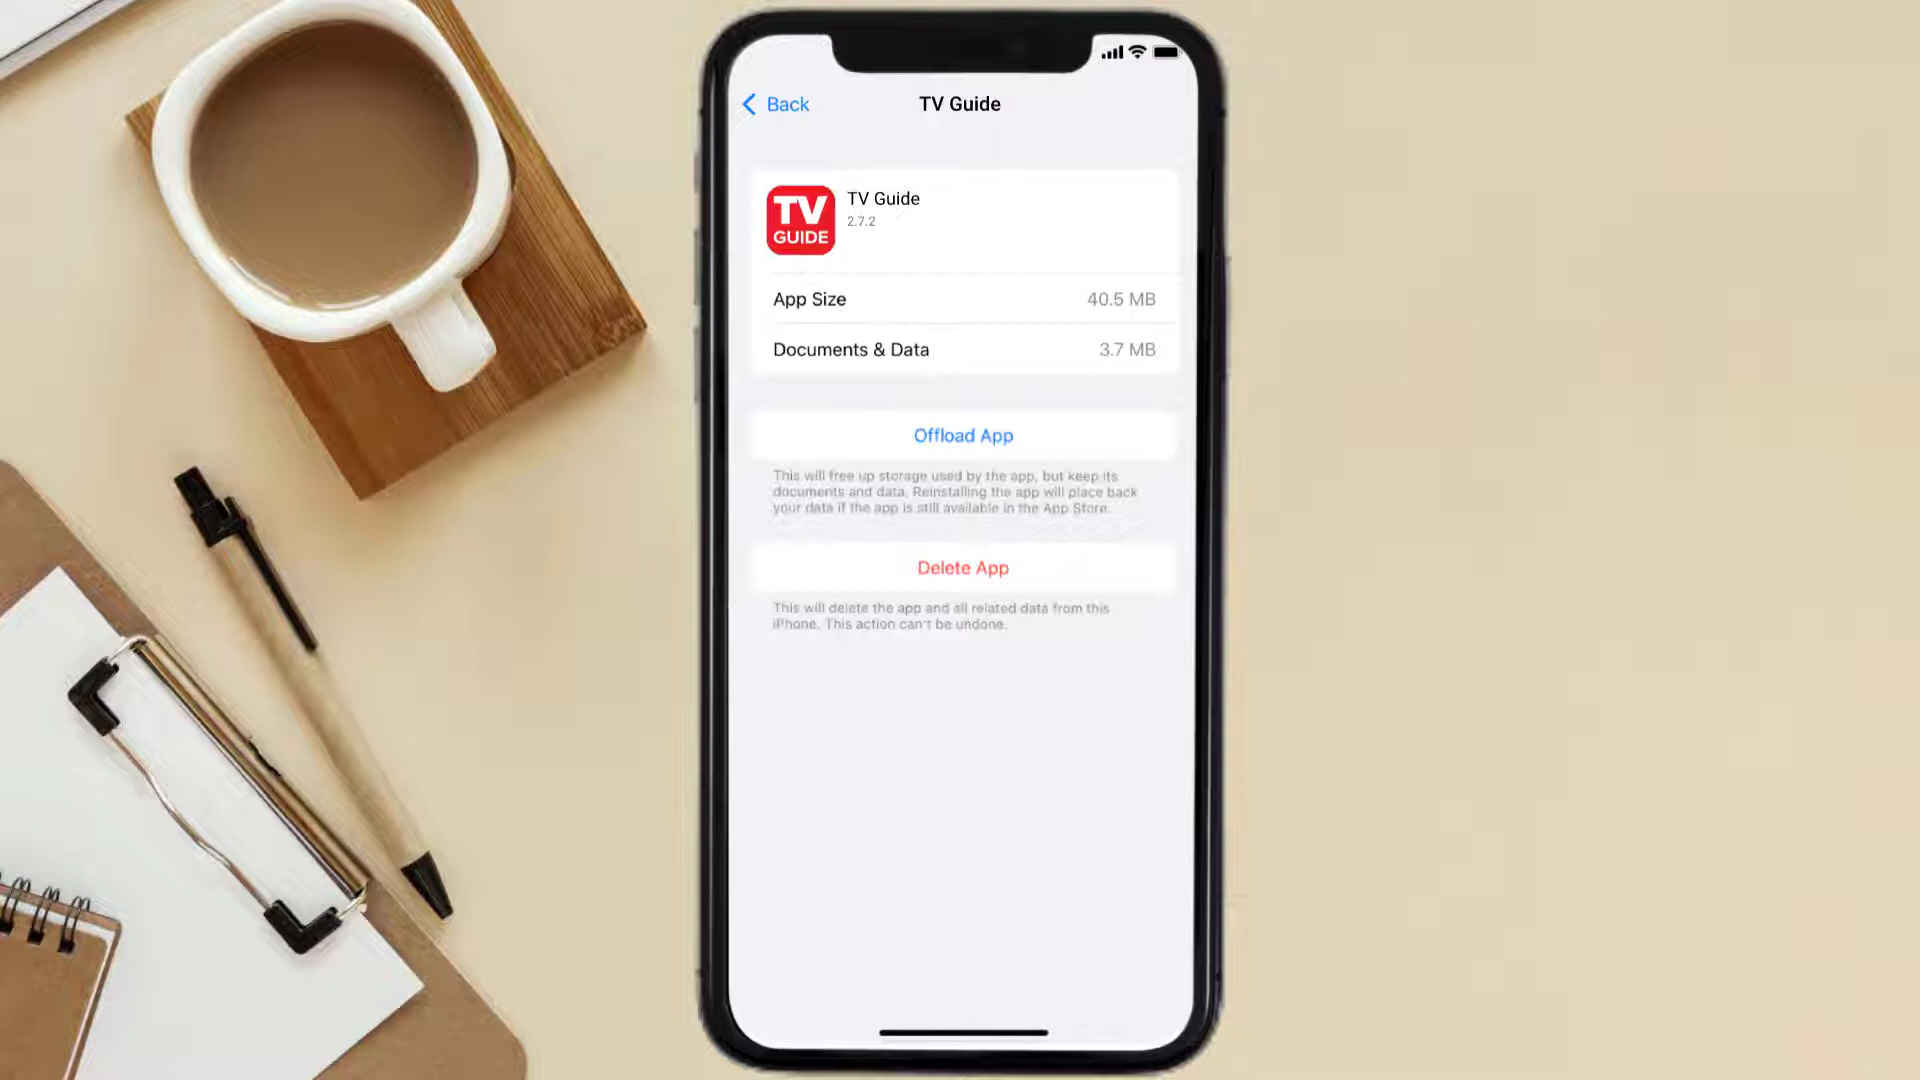 Back
TV Guide
TV
GUIDE
TV Guide
2.7.2
App Size
40.5 MB
Documents & Data
3.7 MB
Offload App
This will free up storage used by the app, but keep its
documents and data. Reinstalling the app will place back
your data if the app is still available in the App Store.
Delete App
This will delete the app and all related data from this
iPhone. This action can't be undone.